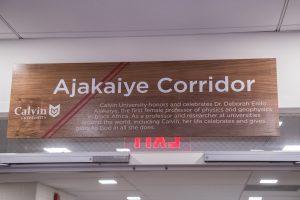 Ajakaiye Corridor
Calvin
UNIVERSITY
Calvin University honors and celebrates Dr. Deborah Enilo
Ajakaiye, the first female professor of physics and geophysics
in Black Africa. As a professor and researcher at universities
around the world, including Calvin, her life celebrates and gives
glory to God in all she does.
EXIT